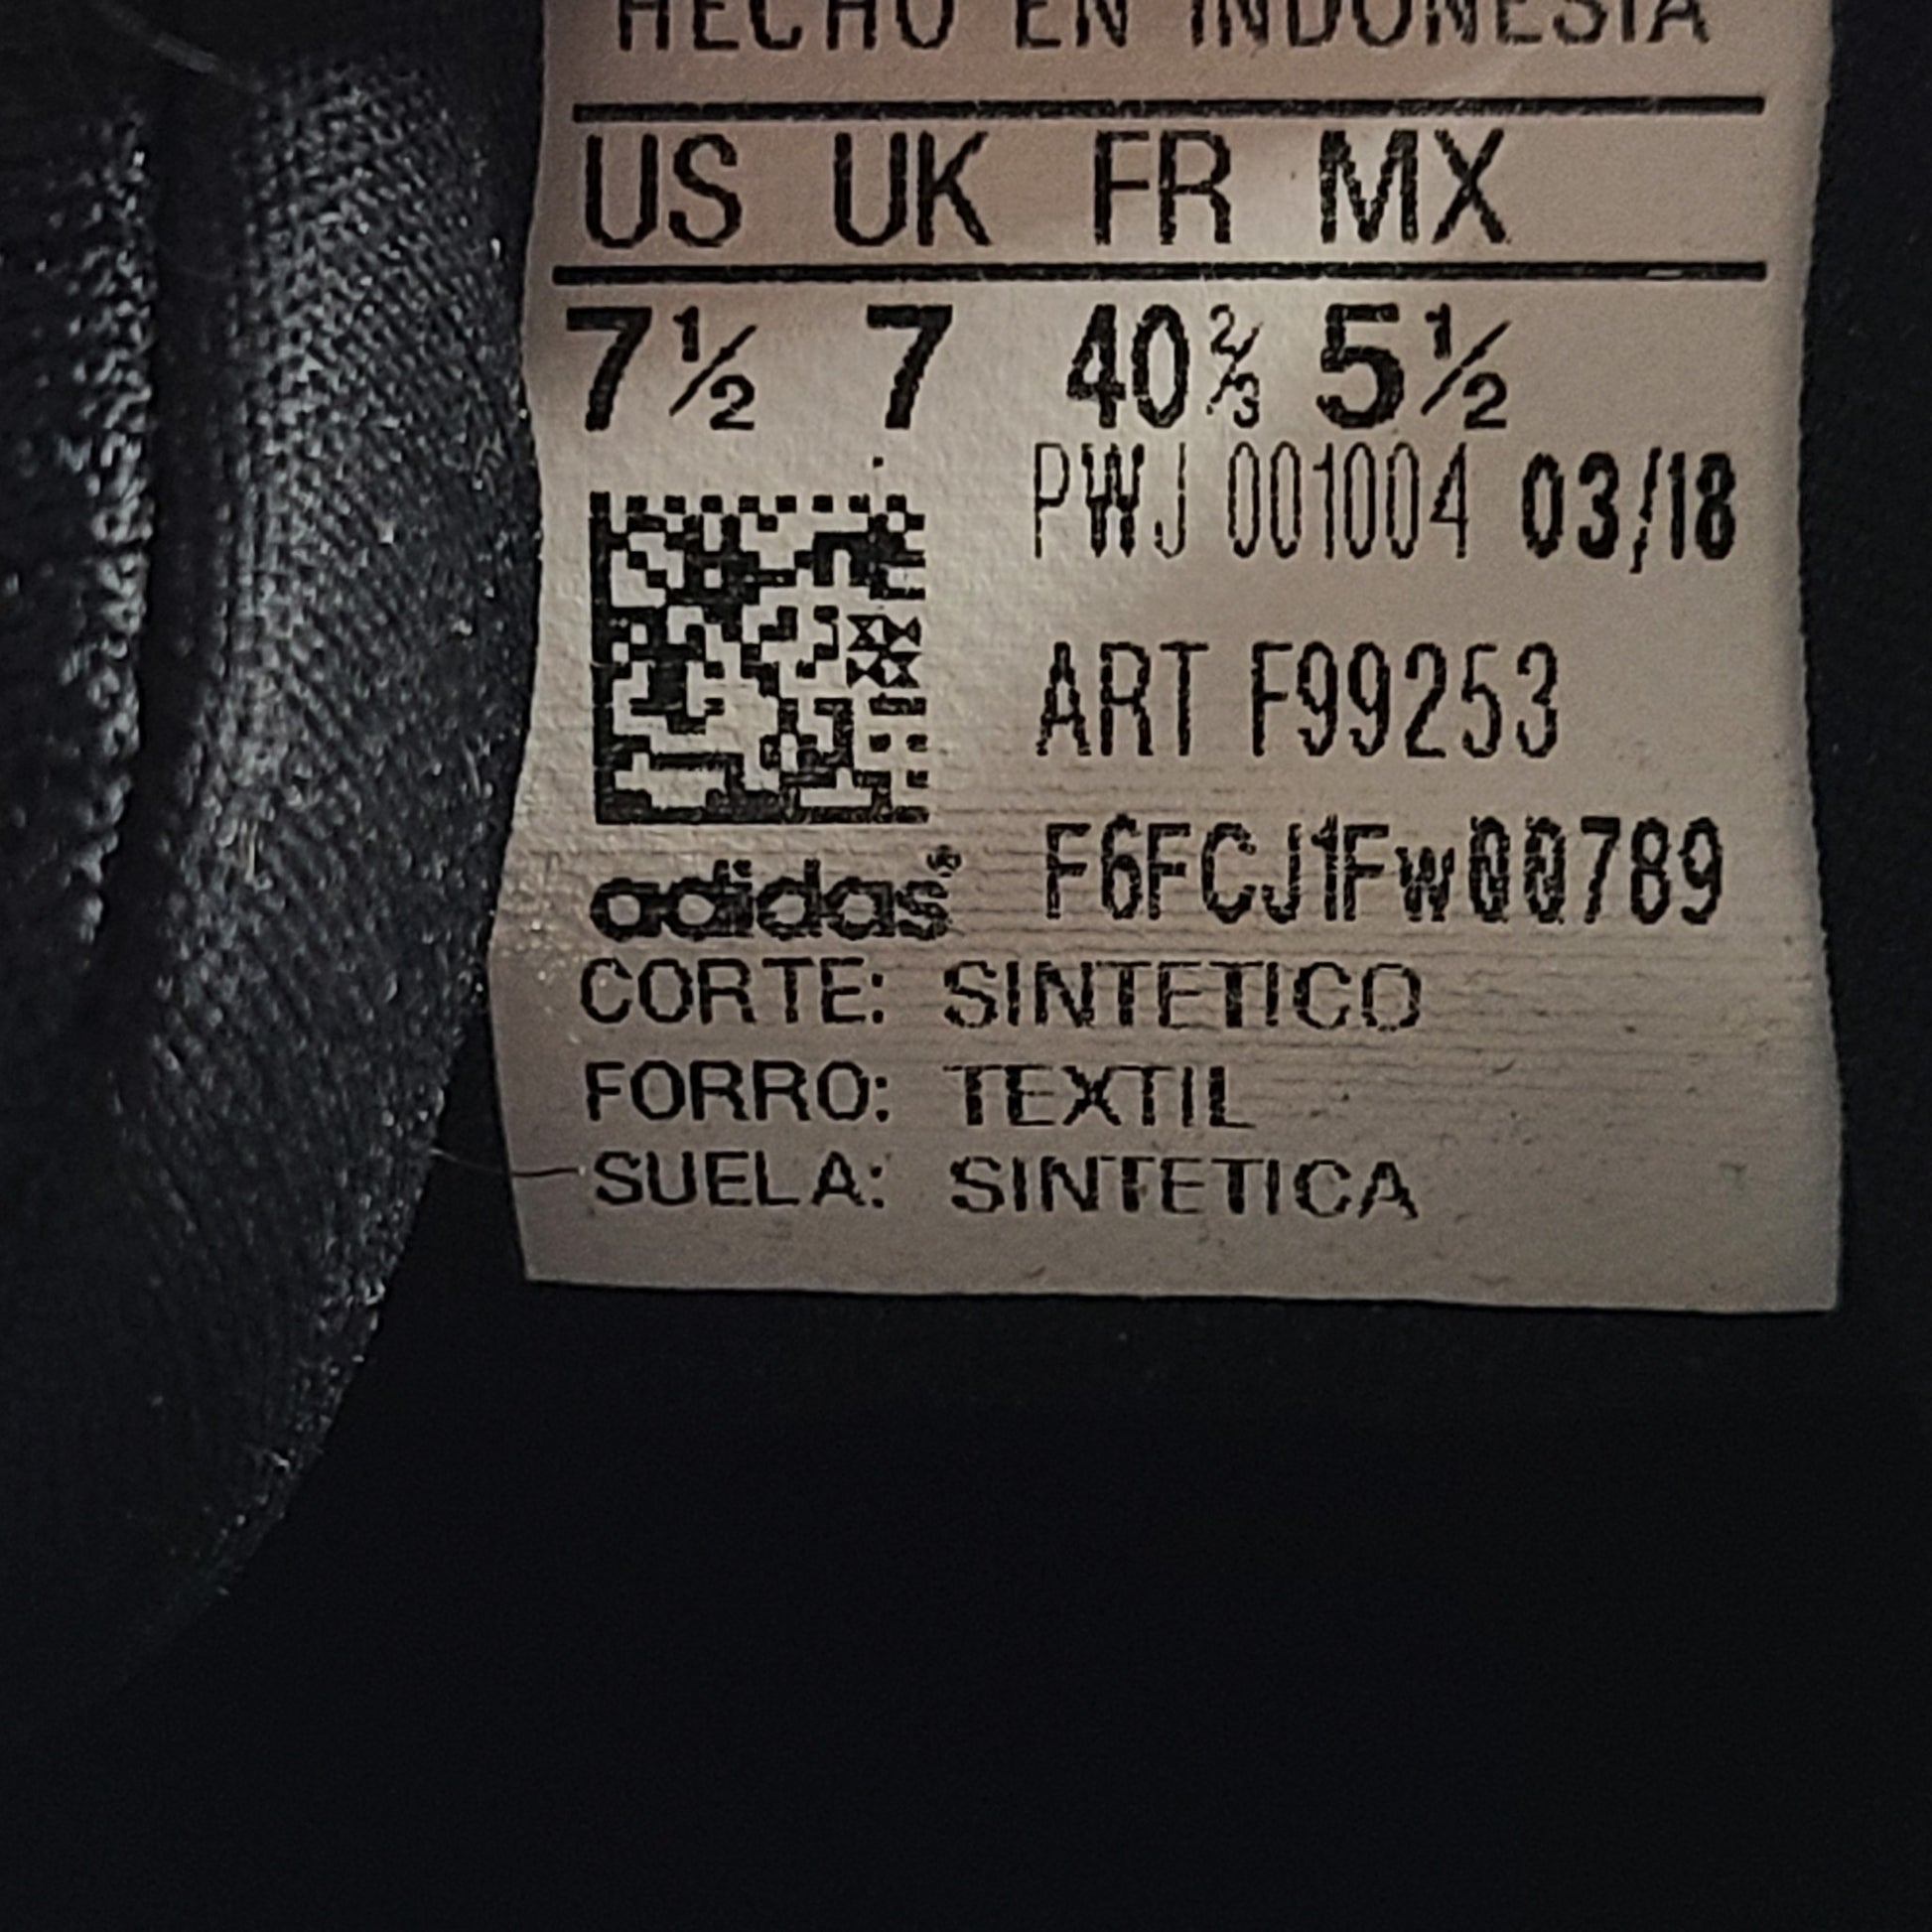 HECHO EN INDONESIA
US UK FR MX
7½ 7 40⅔ 5½
PWJ 001004 03/18
ART F99253
F6FCJ1Fw00789
adidas®
CORTE: SINTETICO
FORRO: TEXTIL
SUELA: SINTETICA